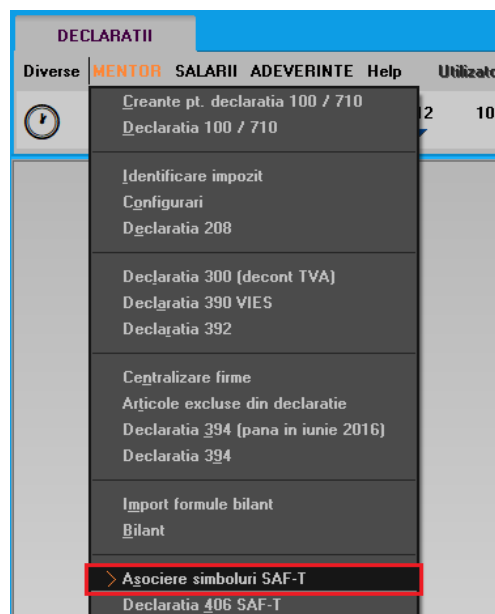 DECLARATII
Diverse MENTOR SALARII ADEVERINTE Help
Creante pt. declaratia 100 / 710
Declaratia 100 / 710
10
Identificare impozit
Configurari
Declaratia 208
Declaratia 300 (decont TVA)
Declaratia 390 VIES
Declaratia 392
Centralizare firme
Articole excluse din declaratie
Declaratia 394 (pana in iunie 2016)
Declaratia 394
Import formule bilant
Bilant
Asociere simboluri SAF-T
Declaratia 406 SAF-T